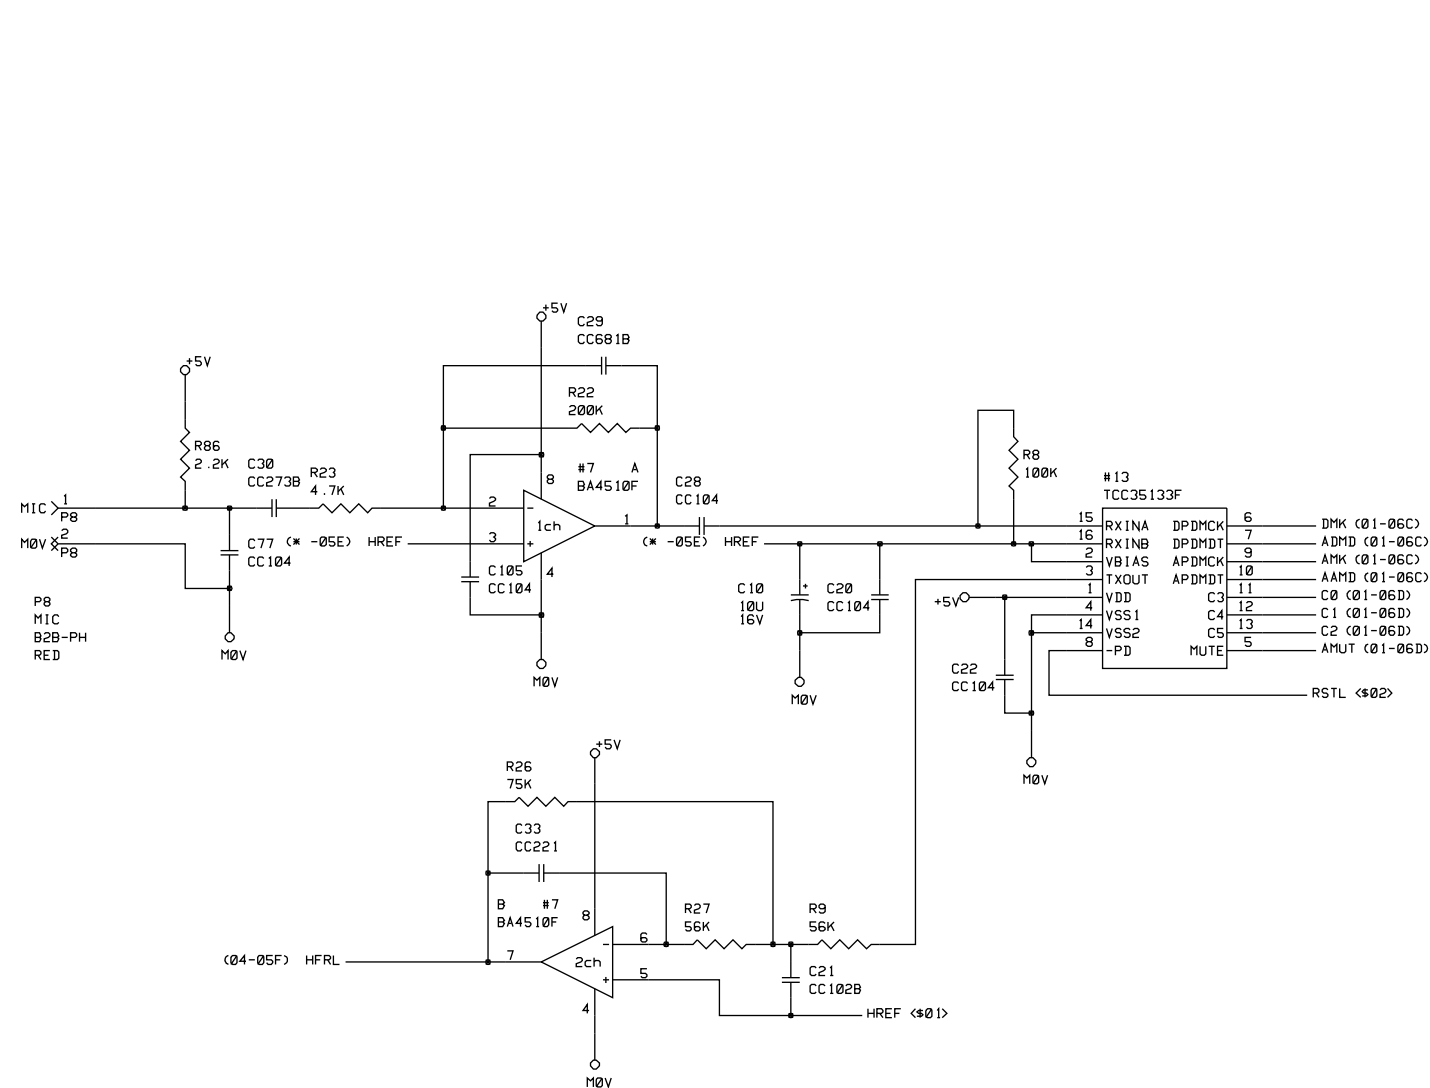 +5V
C29
CC681B
+5V
R22
200K
R86
2.2K
C30
CC273B
R23
4.7K
#7 A
BA4510F
8
C28
CC104
R8
100K
#13
TCC35133F
MIC 1
P8
2
1ch
1
M0V 2
P8
C77
CC104
(* -05E) HREF
3
(* -05E) HREF
4
C105
CC104
C10
10U
16V
+
C20
CC104
15 RXINA DPDMCK 6 DMK (01-06C)
16 RXINB DPDMDT 7 ADMD (01-06C)
2 VBIAS APDMCK 9 AMK (01-06C)
3 TXOUT APDMDT 10 AAMD (01-06C)
+5V 1 VDD C3 11 C0 (01-06D)
4 VSS1 C4 12 C1 (01-06D)
14 VSS2 C5 13 C2 (01-06D)
8 -PD MUTE 5 AMUT (01-06D)
P8
MIC
B2B-PH
RED
M0V
M0V
M0V
C22
CC104
RSTL <$02>
M0V
+5V
R26
75K
C33
CC221
B #7
BA4510F
8
R27
56K
R9
56K
6
(04-05F) HFRL
7
2ch
5
C21
CC102B
4
HREF <$01>
M0V